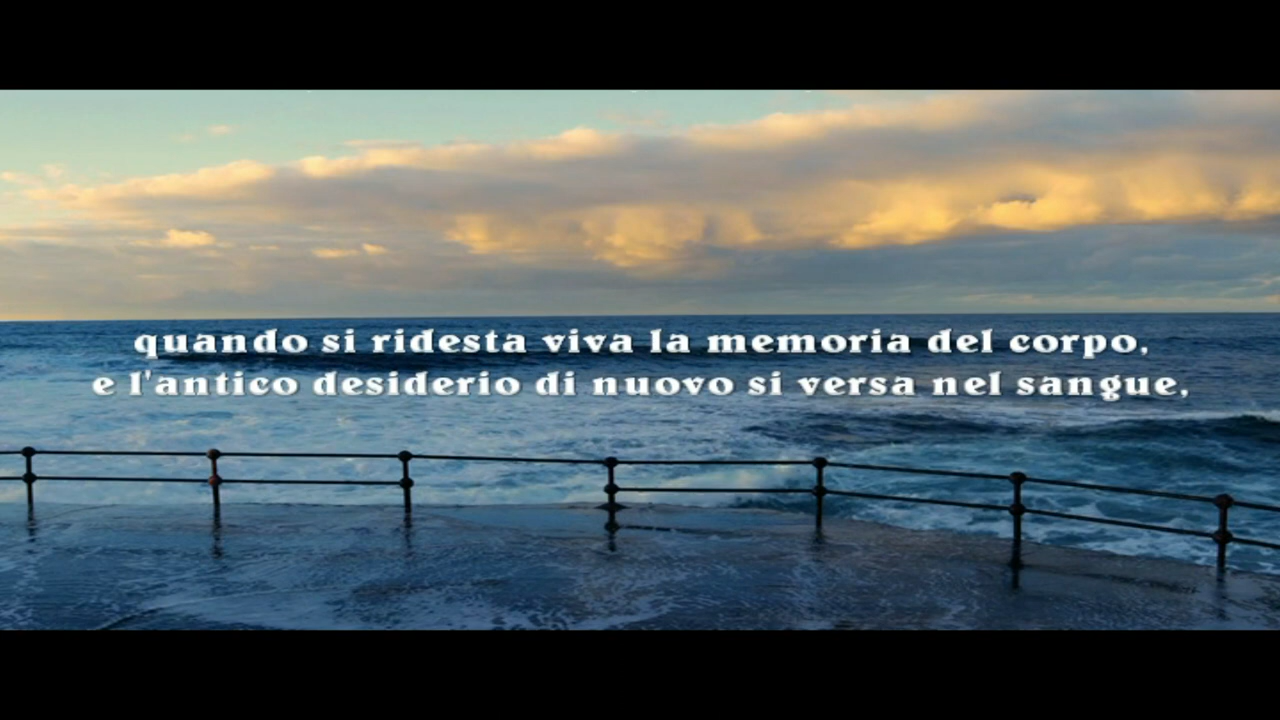 quando si ridesta viva la memoria del corpo,
e l'antico desiderio di nuovo si versa nel sangue,